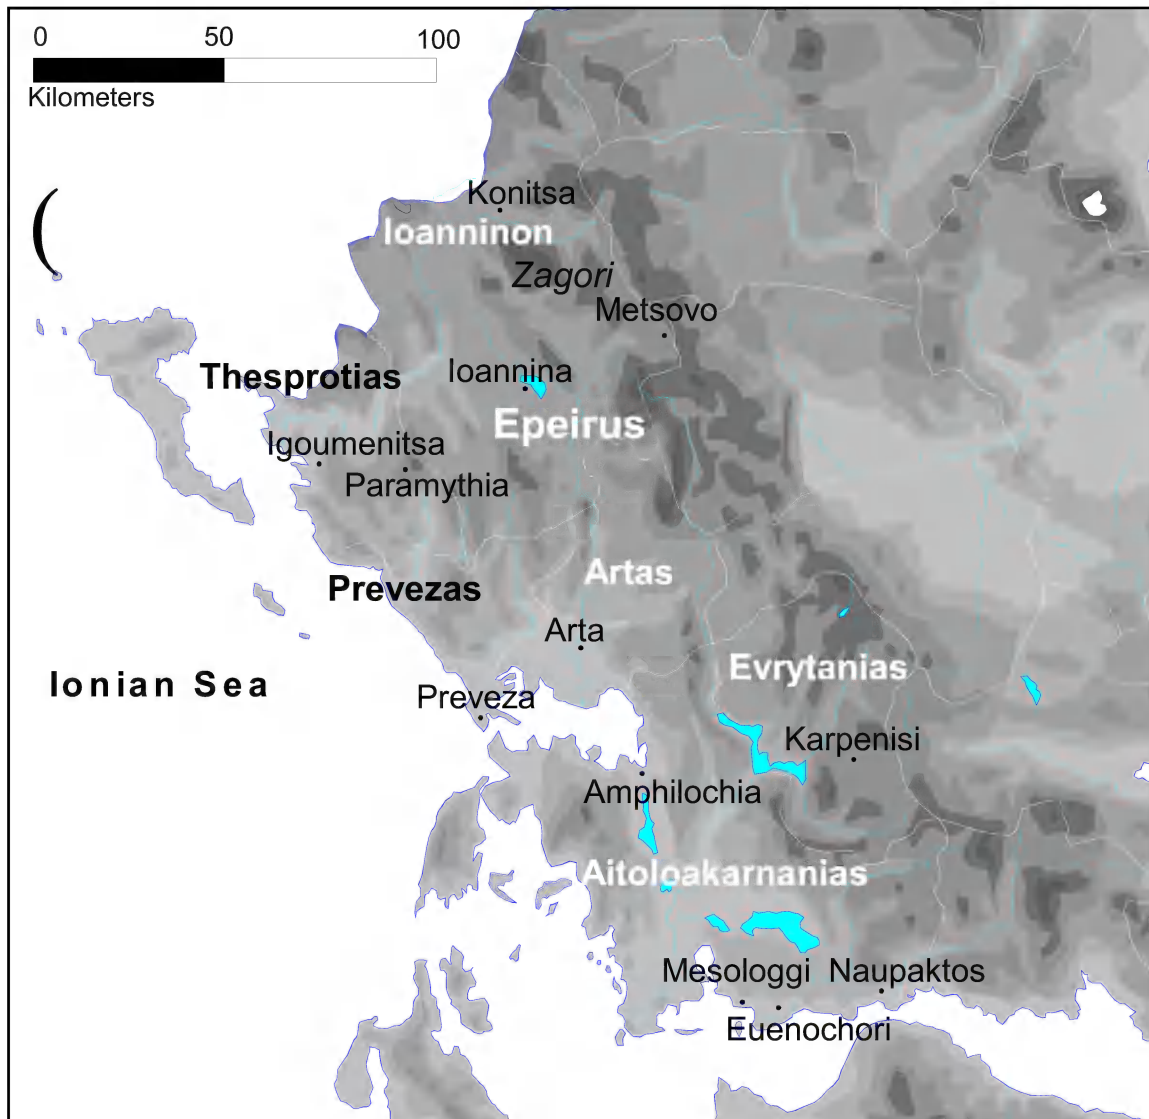 0 50 100
Kilometers
Konitsa
Ioanninon
Zagori
Metsovo
Thesprotias
Ioannina
Epeirus
Igoumenitsa
Paramythia
Artas
Prevezas
Arta
Evrytanias
Ionian Sea
Preveza
Karpenisi
Amphilochia
Aitoloakarnanias
Mesologgi Naupaktos
Euenochori